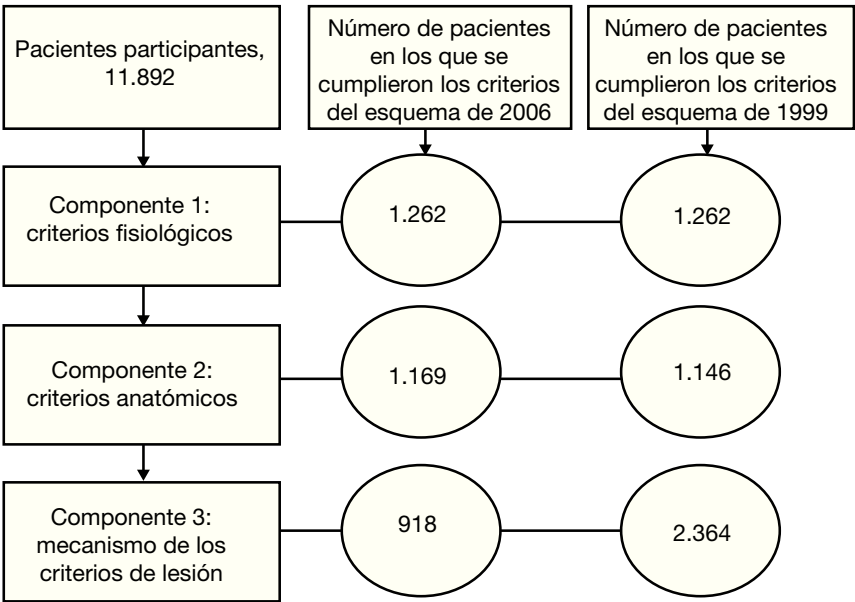 Pacientes participantes,
11.892
Número de pacientes
en los que se
cumplieron los criterios
del esquema de 2006
Número de pacientes
en los que se
cumplieron los criterios
del esquema de 1999
Componente 1:
criterios fisiológicos
1.262
1.262
Componente 2:
criterios anatómicos
1.169
1.146
Componente 3:
mecanismo de los
criterios de lesión
918
2.364